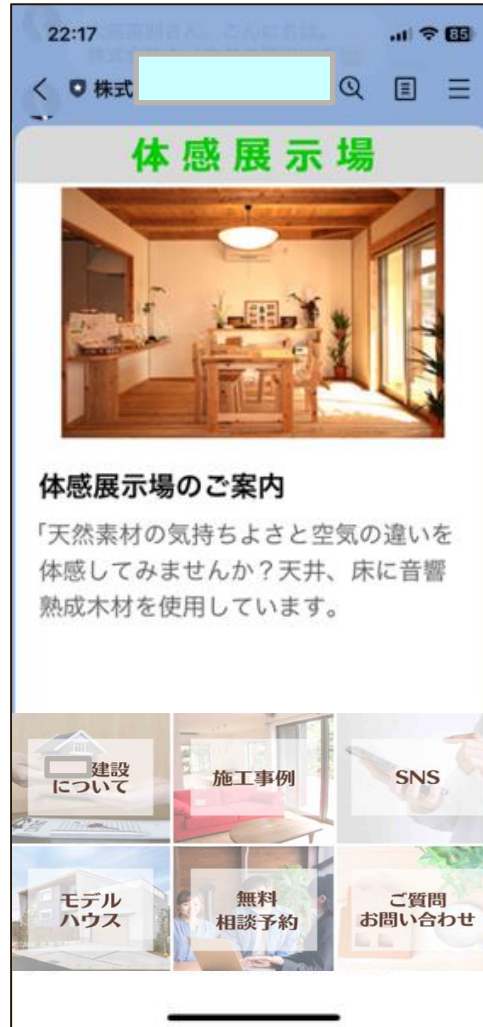 22:17
85
株式
体感展示場
体感展示場のご案内
「天然素材の気持ちよさと空気の違いを
体感してみませんか？天井、床に音響
熟成木材を使用しています。
建設
について
施工事例
SNS
モデル
ハウス
無料
相談予約
ご質問
お問い合わせ